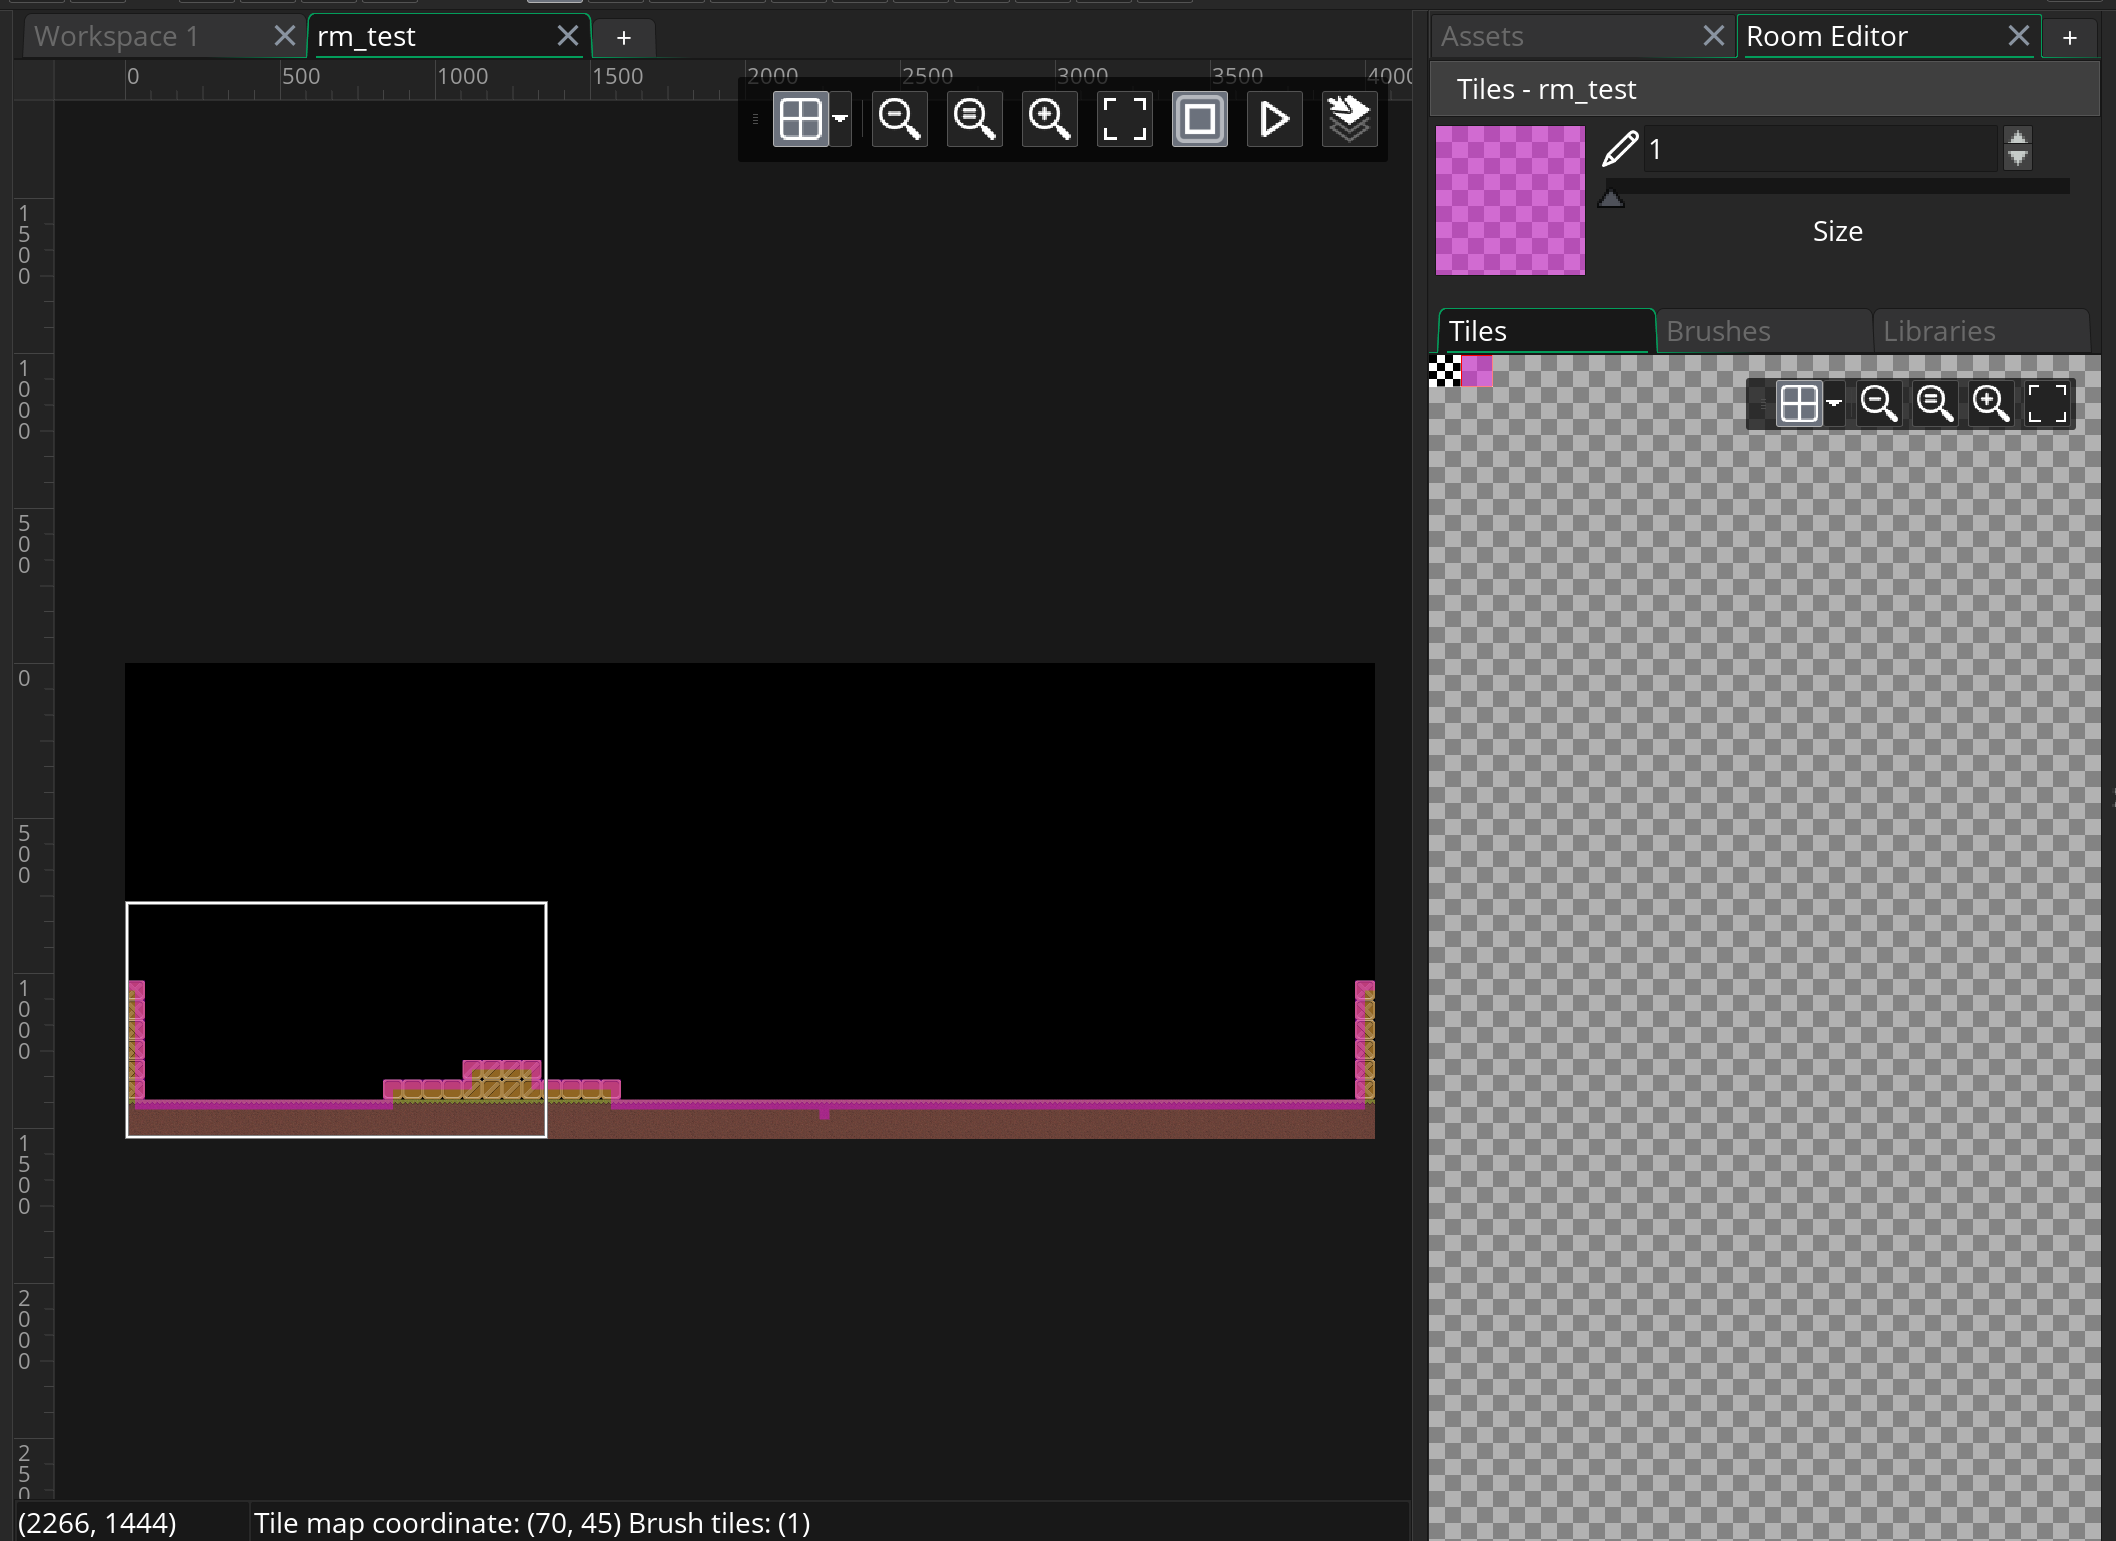 Workspace 1
rm_test
+
Assets
Room Editor
+
0 500 1000 1500 2000 2500 3000 3500 4000
Tiles - rm_test
1
Size
Tiles
Brushes
Libraries
1500
1000
500
0
500
1000
1500
2000
250
(2266, 1444)
Tile map coordinate: (70, 45) Brush tiles: (1)